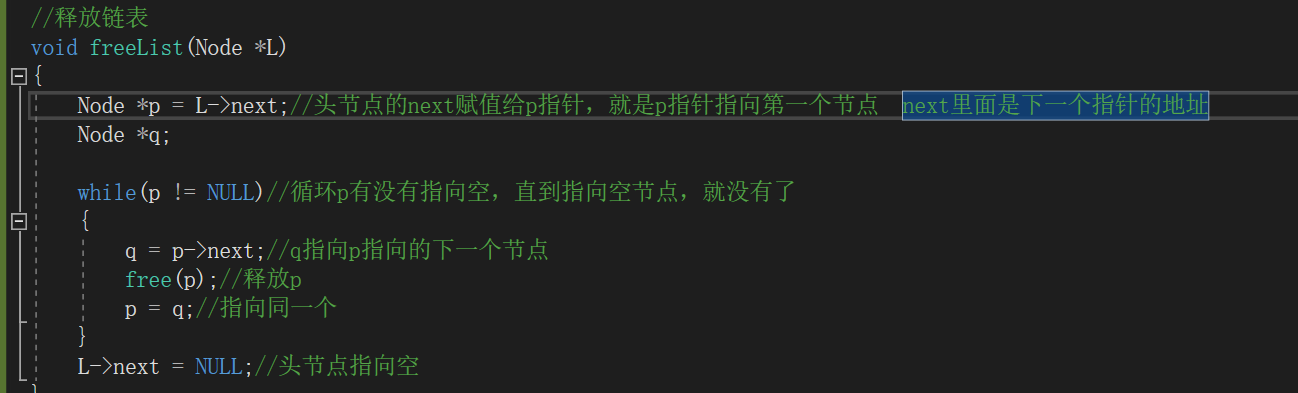 //释放链表
void freeList(Node *L)
{
Node *p = L->next;//头节点的next赋值给p指针，就是p指针指向第一个节点  next里面是下一个指针的地址
Node *q;
while(p != NULL)//循环p有没有指向空，直到指向空节点，就没有了
{
q = p->next;//q指向p指向的下一个节点
free(p);//释放p
p = q;//指向同一个
}
L->next = NULL;//头节点指向空
}